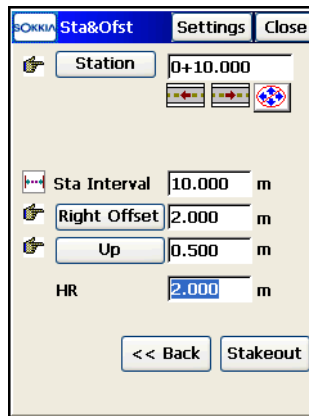 SOKKIA Sta&Ofst Settings Close
Station 0+10.000
Sta Interval 10.000 m
Right Offset 2.000 m
Up 0.500 m
HR 2.000 m
<< Back Stakeout